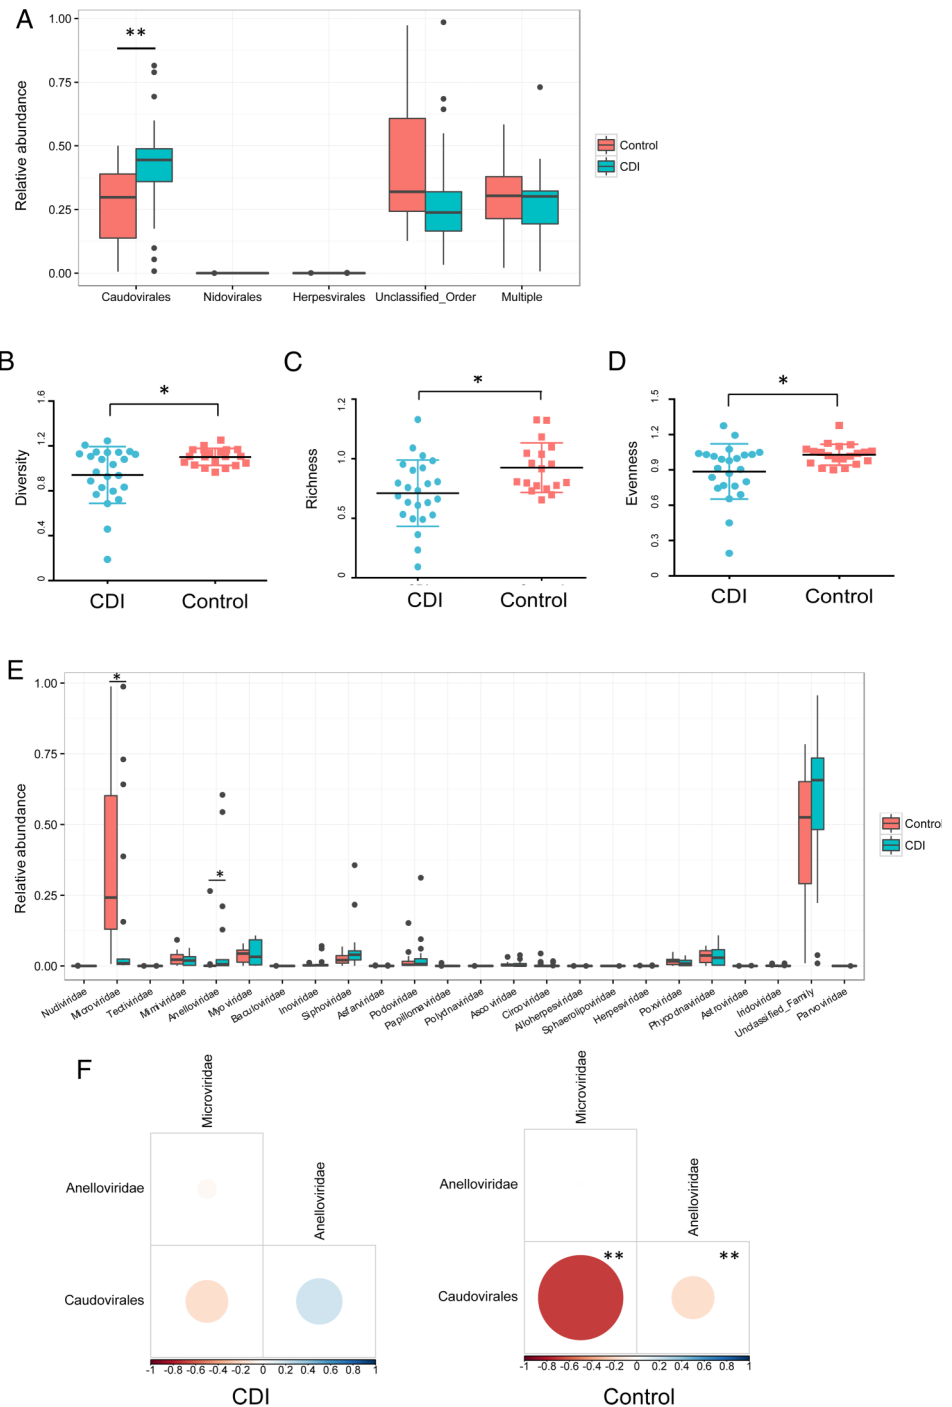 A
1.00
0.75
0.50
0.25
0.00
Relative abundance
**
Caudovirales Nidovirales Herpesvirales Unclassified_Order Multiple
Control
CDI
B
Diversity
1.6
1.2
0.8
0.4
0
*
CDI Control
C
Richness
1.2
1.0
0.5
0
*
CDI Control
D
Evenness
1.5
1.2
0.9
0.6
0.3
0
*
CDI Control
E
1.00
0.75
0.50
0.25
0.00
Relative abundance
*
*
Nudiviridae Microviridae Tectiviridae Mimiviridae Anelloviridae Myoviridae Baculoviridae Inoviridae Siphoviridae Asfarviridae Podoviridae Papillomaviridae Polydnaviridae Ascoviridae Circoviridae Alloherpesviridae Sphaerolipoviridae Herpesviridae Poxviridae Phycodnaviridae Astroviridae Iridoviridae Unclassified_Family Parvoviridae
Control
CDI
F
Microviridae
Anelloviridae
Anelloviridae
Caudovirales
-1 -0.8 -0.6 -0.4 -0.2 0 0.2 0.4 0.6 0.8 1
CDI
Microviridae
Anelloviridae
Anelloviridae
** **
Caudovirales
-1 -0.8 -0.6 -0.4 -0.2 0 0.2 0.4 0.6 0.8 1
Control